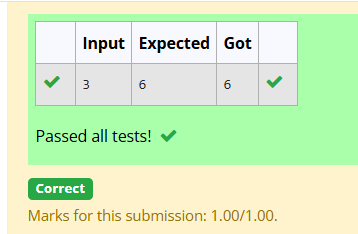 Input Expected Got
3 6 6
Passed all tests!
Correct
Marks for this submission: 1.00/1.00.